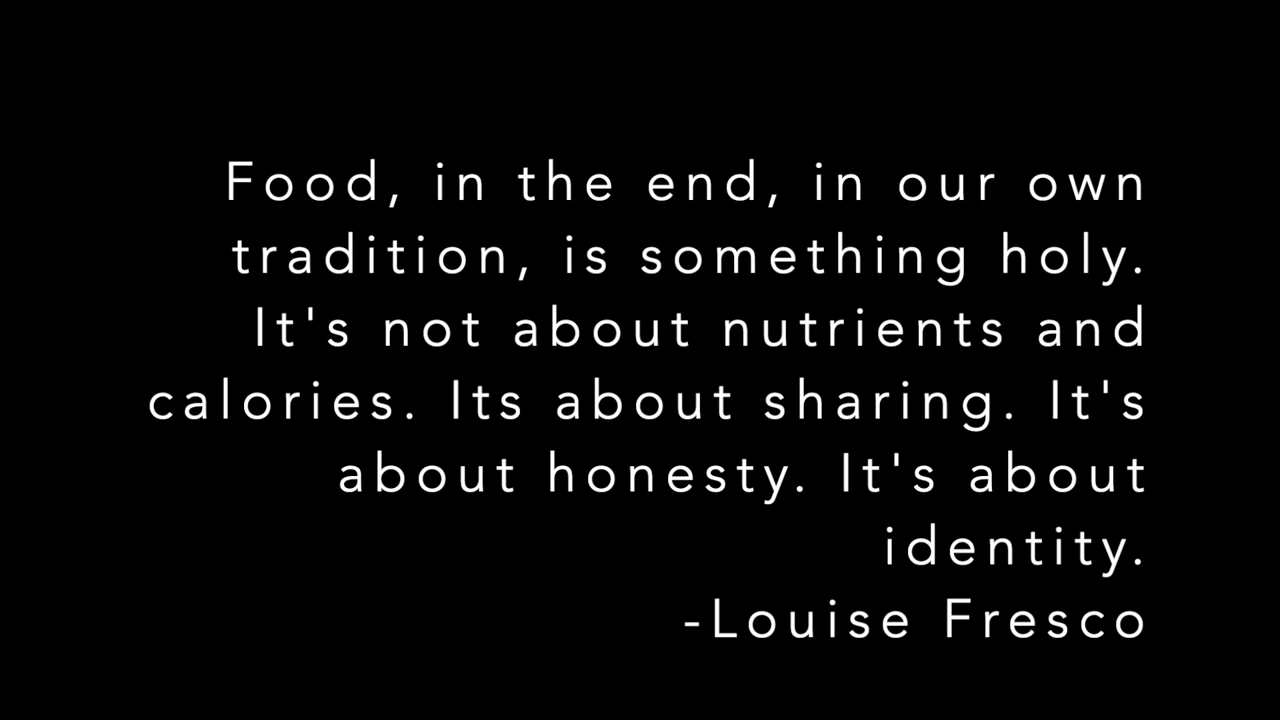 Food, in the end, in our own
tradition, is something holy.
It's not about nutrients and
calories. Its about sharing. It's
about honesty. It's about
identity.
-Louise Fresco